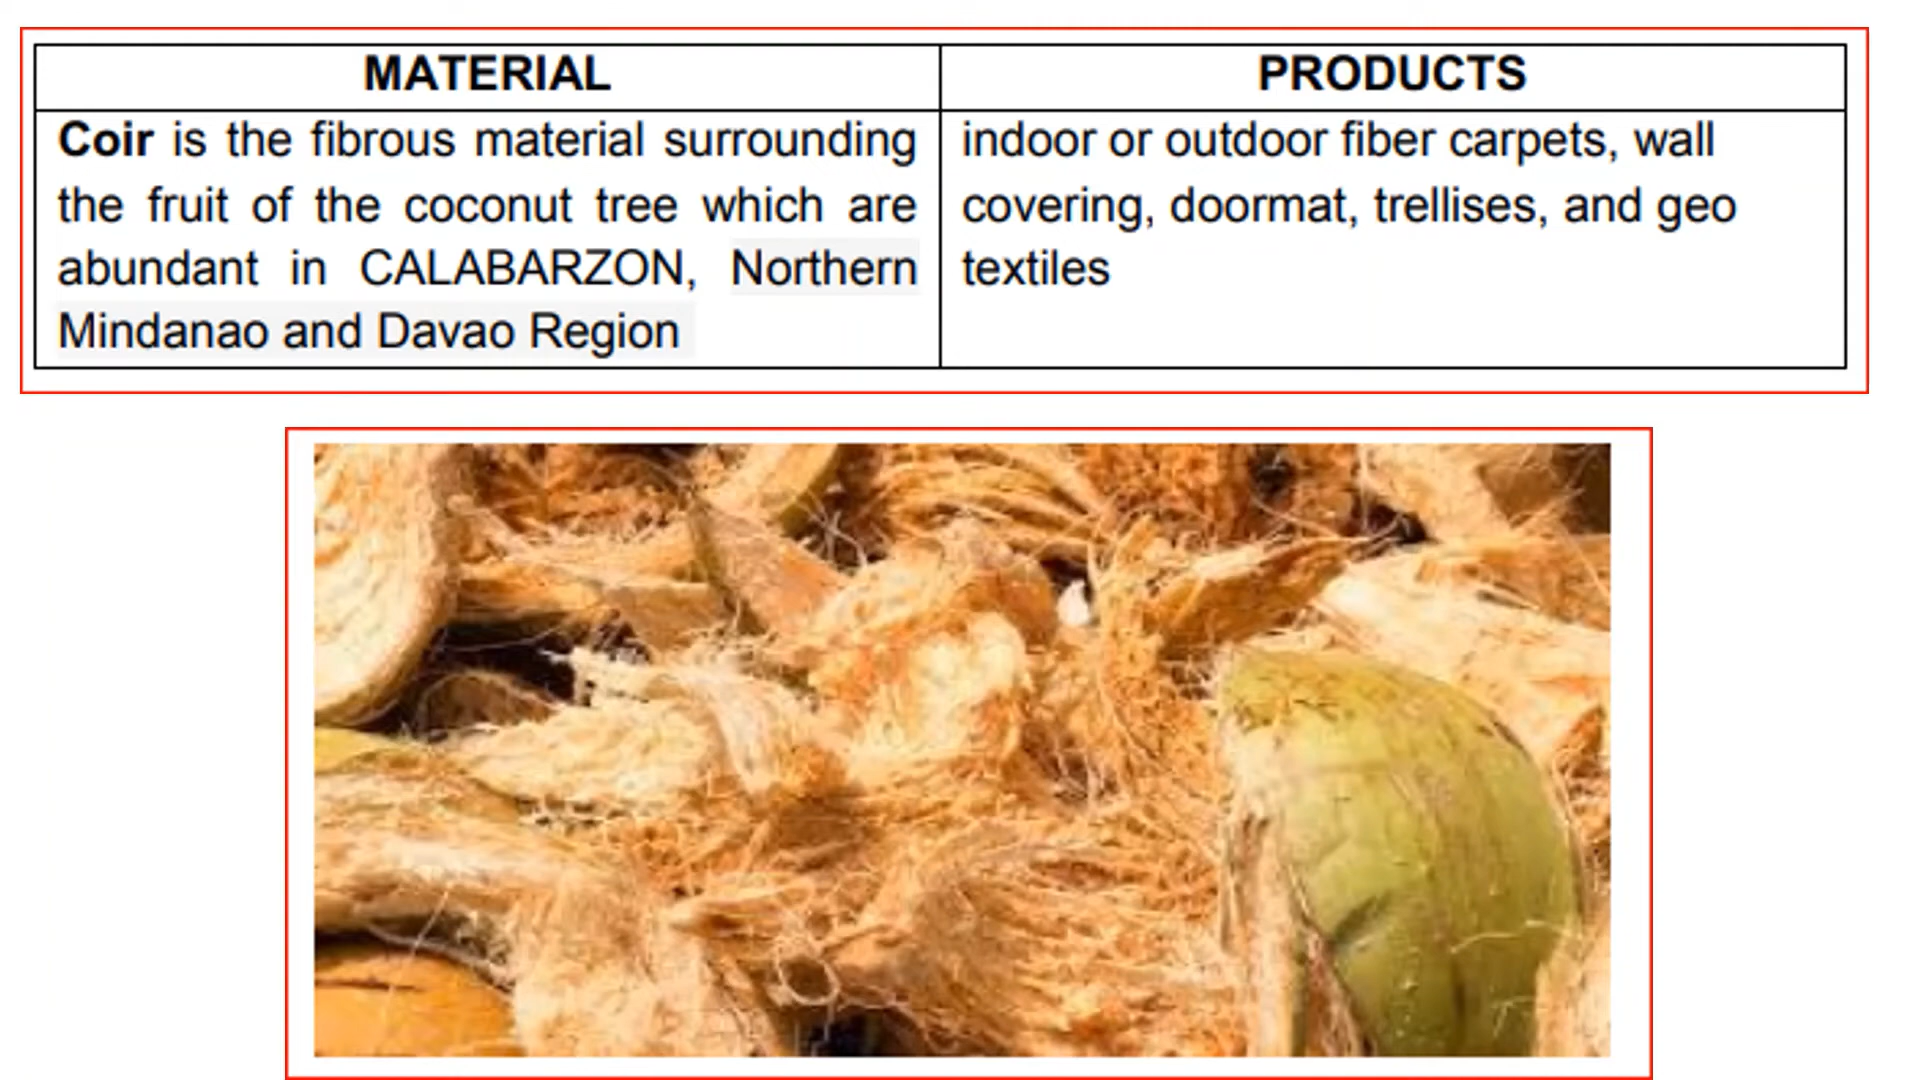 MATERIAL
PRODUCTS
Coir is the fibrous material surrounding
the fruit of the coconut tree which are
abundant in CALABARZON, Northern
Mindanao and Davao Region
indoor or outdoor fiber carpets, wall
covering, doormat, trellises, and geo
textiles